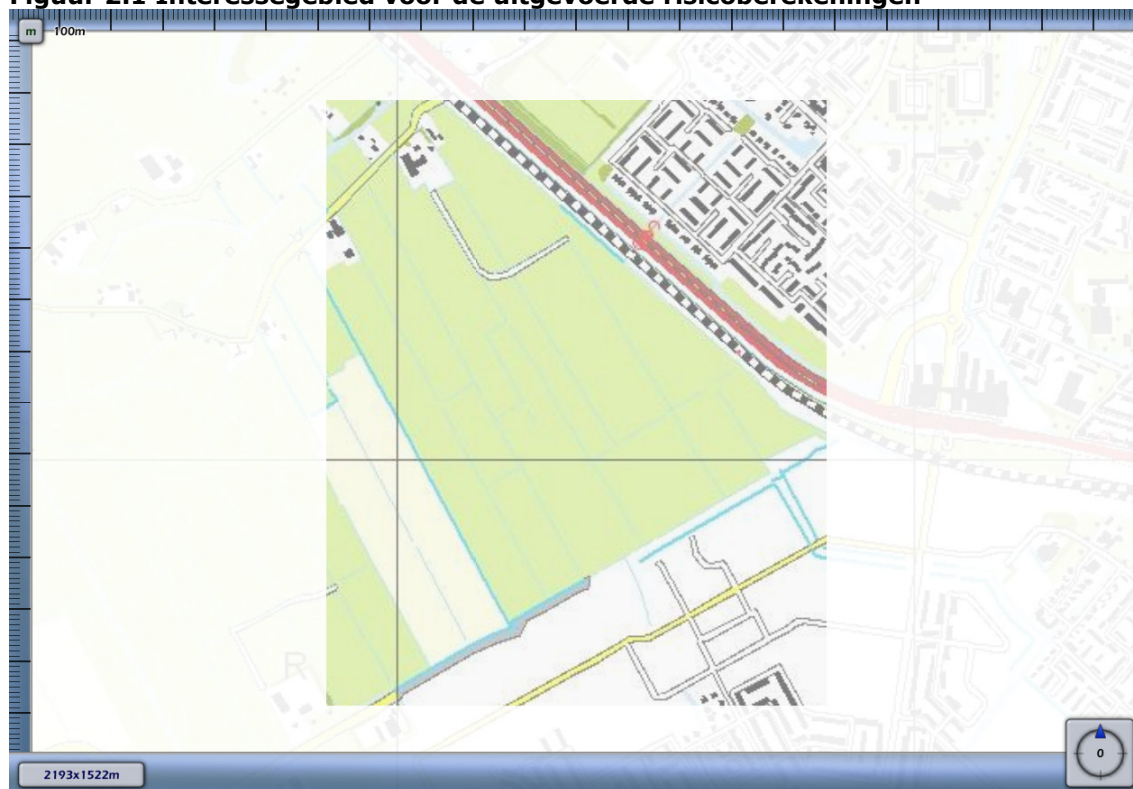 Figuur 2.1 Interessegebied voor de uitgevoerde risicoberekeningen
m 100m
R
2193x1522m
0